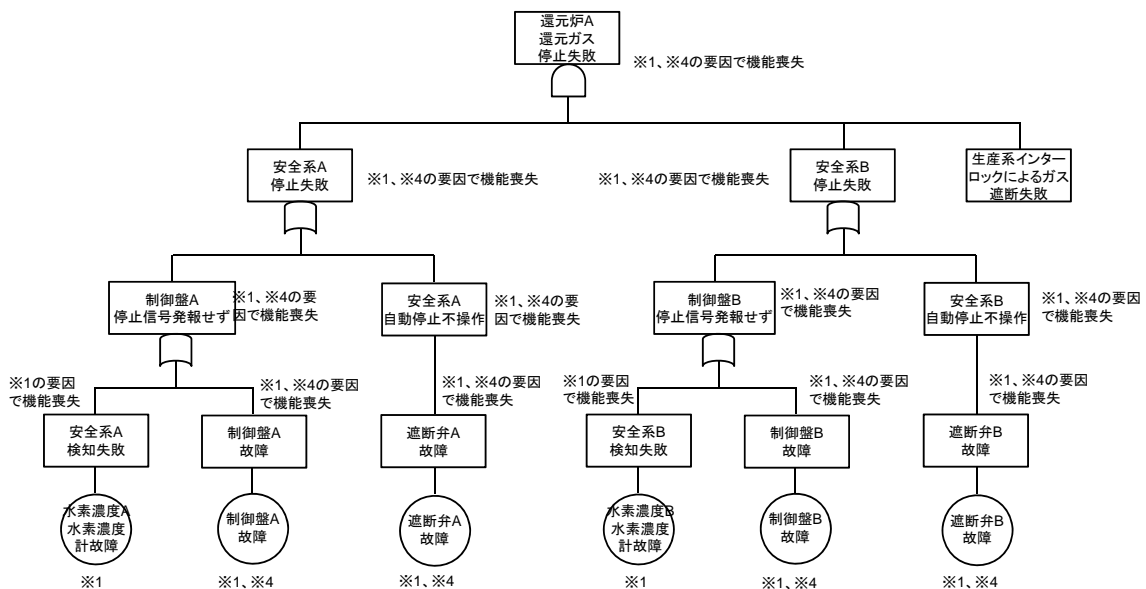 還元炉A
還元ガス
停止失敗
※1、※4の要因で機能喪失
安全系A
停止失敗
※1、※4の要因で機能喪失
※1、※4の要因で機能喪失
安全系B
停止失敗
生産系インター
ロックによるガス
遮断失敗
制御盤A
停止信号発報せず
※1、※4の要
因で機能喪失
安全系A
自動停止不操作
※1、※4の要
因で機能喪失
制御盤B
停止信号発報せず
※1、※4の要因
で機能喪失
安全系B
自動停止不操作
※1、※4の要因
で機能喪失
※1の要因
で機能喪失
※1、※4の要因
で機能喪失
※1、※4の要因
で機能喪失
※1の要因
で機能喪失
※1、※4の要因
で機能喪失
※1、※4の要因
で機能喪失
安全系A
検知失敗
制御盤A
故障
遮断弁A
故障
安全系B
検知失敗
制御盤B
故障
遮断弁B
故障
水素濃度A
水素濃度
計故障
制御盤A
故障
遮断弁A
故障
水素濃度B
水素濃度
計故障
制御盤B
故障
遮断弁B
故障
※1
※1、※4
※1、※4
※1
※1、※4
※1、※4